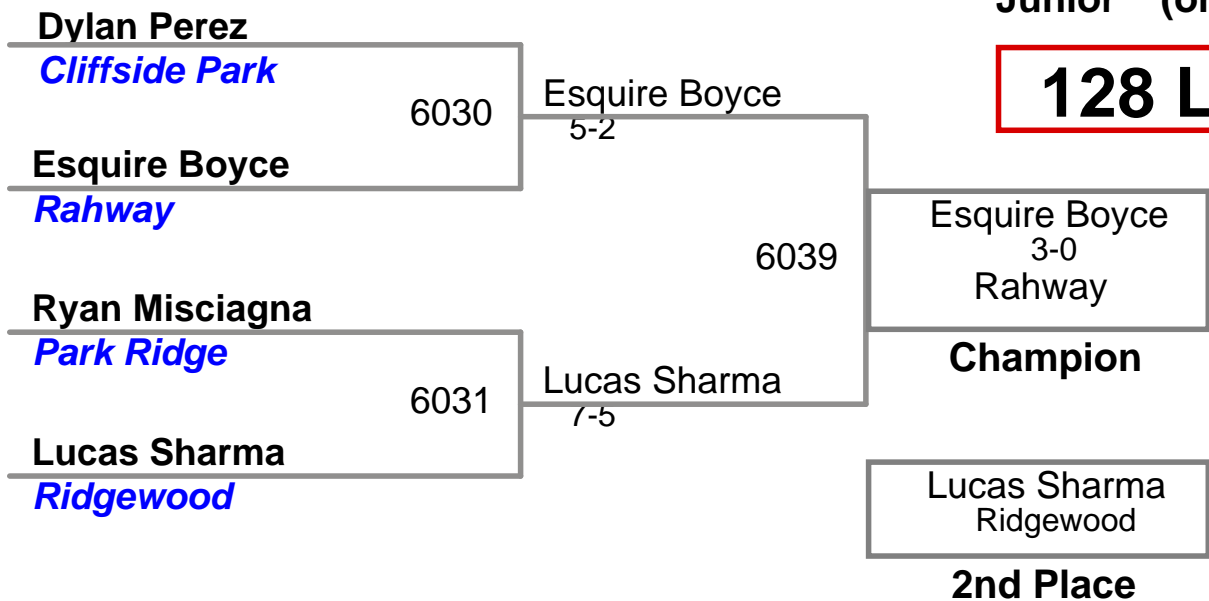 Junior
128
Dylan Perez
Cliffside Park
6030
Esquire Boyce
5-2
Esquire Boyce
Rahway
Esquire Boyce
3-0
Rahway
6039
Champion
Ryan Misciagna
Park Ridge
6031
Lucas Sharma
7-5
Lucas Sharma
Ridgewood
Lucas Sharma
Ridgewood
2nd Place